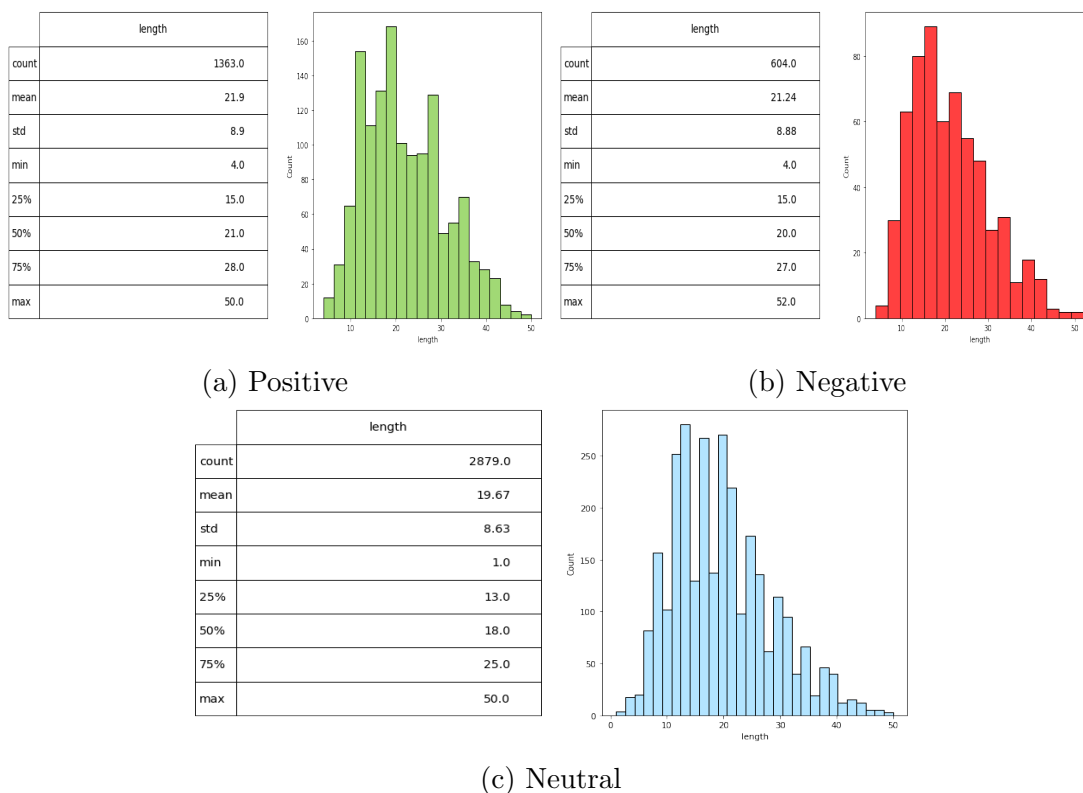 length
count 1363.0
mean 21.9
std 8.9
min 4.0
25% 15.0
50% 21.0
75% 28.0
max 50.0
160
140
120
100
80
60
40
20
0
Count
10 20 30 40 50
length
(a) Positive
length
count 604.0
mean 21.24
std 8.88
min 4.0
25% 15.0
50% 20.0
75% 27.0
max 52.0
80
60
40
20
0
Count
10 20 30 40 50
length
(b) Negative
length
count 2879.0
mean 19.67
std 8.63
min 1.0
25% 13.0
50% 18.0
75% 25.0
max 50.0
250
200
150
100
50
0
Count
0 10 20 30 40 50
length
(c) Neutral